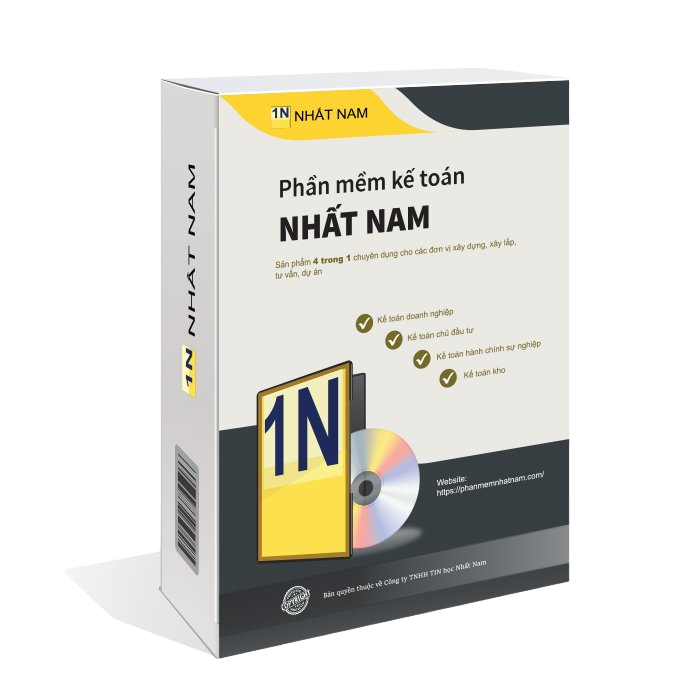 1N NHẤT NAM
Phần mềm kế toán
NHẤT NAM
Sản phẩm 4 trong 1 chuyên dụng cho các đơn vị xây dựng, xây lắp,
tư vấn, dự án
Kế toán doanh nghiệp
Kế toán chủ đầu tư
Kế toán hành chính sự nghiệp
Kế toán kho
1N
Website:
https://phanmemnhatnam.com/
COPYRIGHT
Bản quyền thuộc về Công ty TNHH TIN học Nhất Nam
1N NHẤT NAM